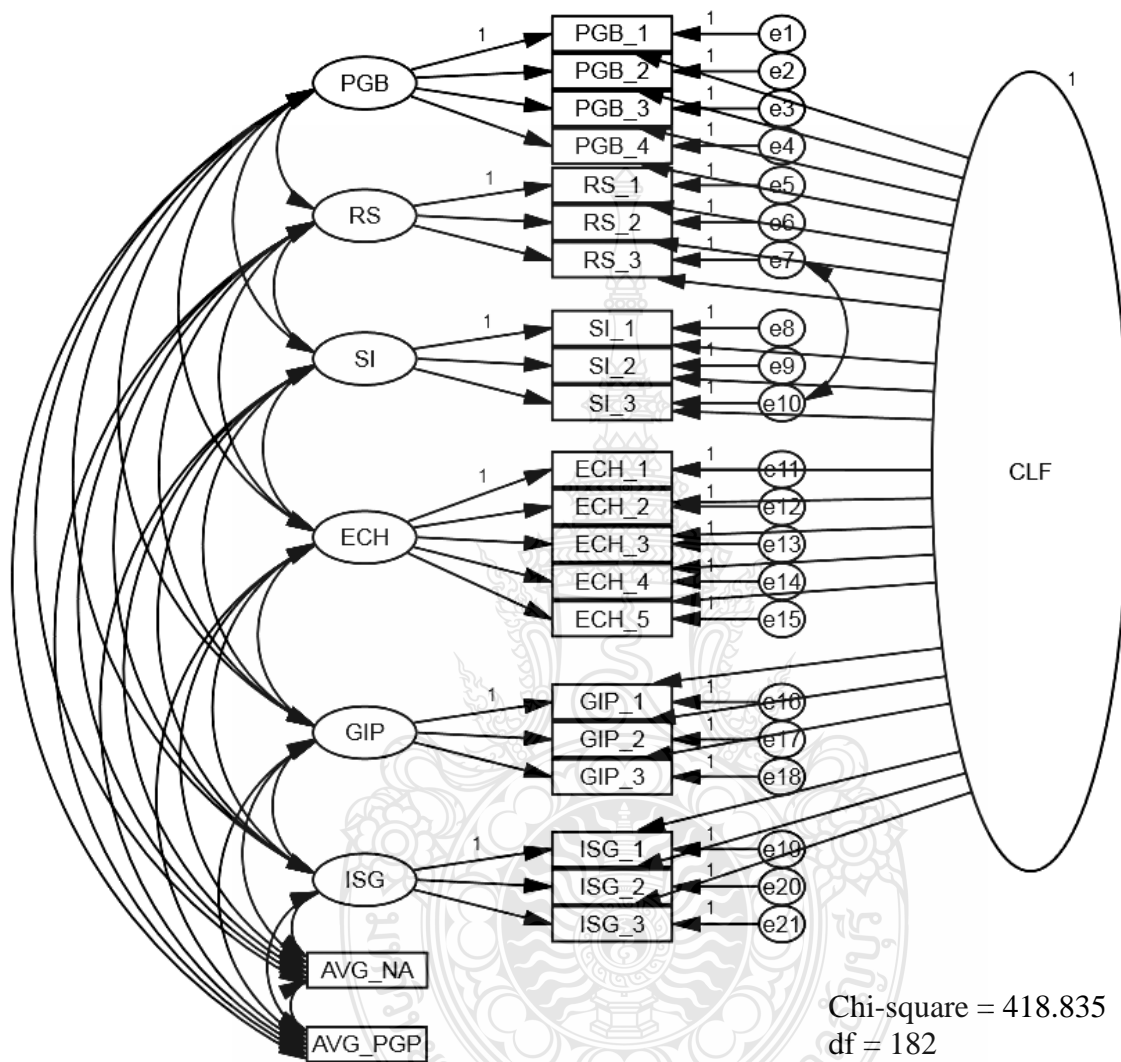 1 PGB_1 1 e1
PGB_2 1 e2
PGB
PGB_3 1 e3
PGB_4 1 e4
1 RS_1 1 e5
RS
RS_2 1 e6
RS_3 1 e7
1 SI_1 1 e8
SI
SI_2 1 e9
SI_3 1 e10
1 ECH_1 1 e11
ECH_2 1 e12
ECH
ECH_3 1 e13
ECH_4 1 e14
ECH_5 1 e15
1 GIP_1 1 e16
GIP
GIP_2 1 e17
GIP_3 1 e18
1 ISG_1 1 e19
ISG
ISG_2 1 e20
ISG_3 1 e21
AVG_NA
AVG_PGP
1
CLF
Chi-square = 418.835
df = 182